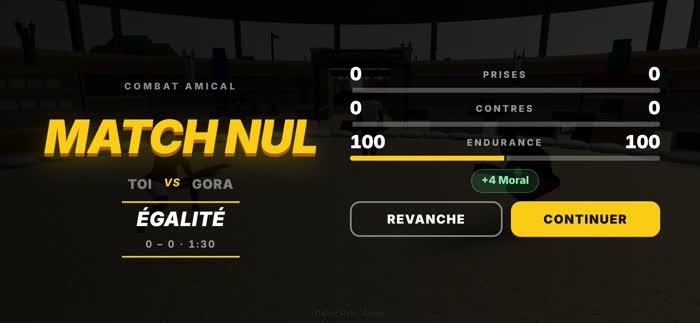 COMBAT AMICAL
MATCH NUL
TOI VS GORA
ÉGALITÉ
0 – 0 · 1:30
0 PRISES 0
0 CONTRES 0
100 ENDURANCE 100
+4 Moral
REVANCHE
CONTINUER